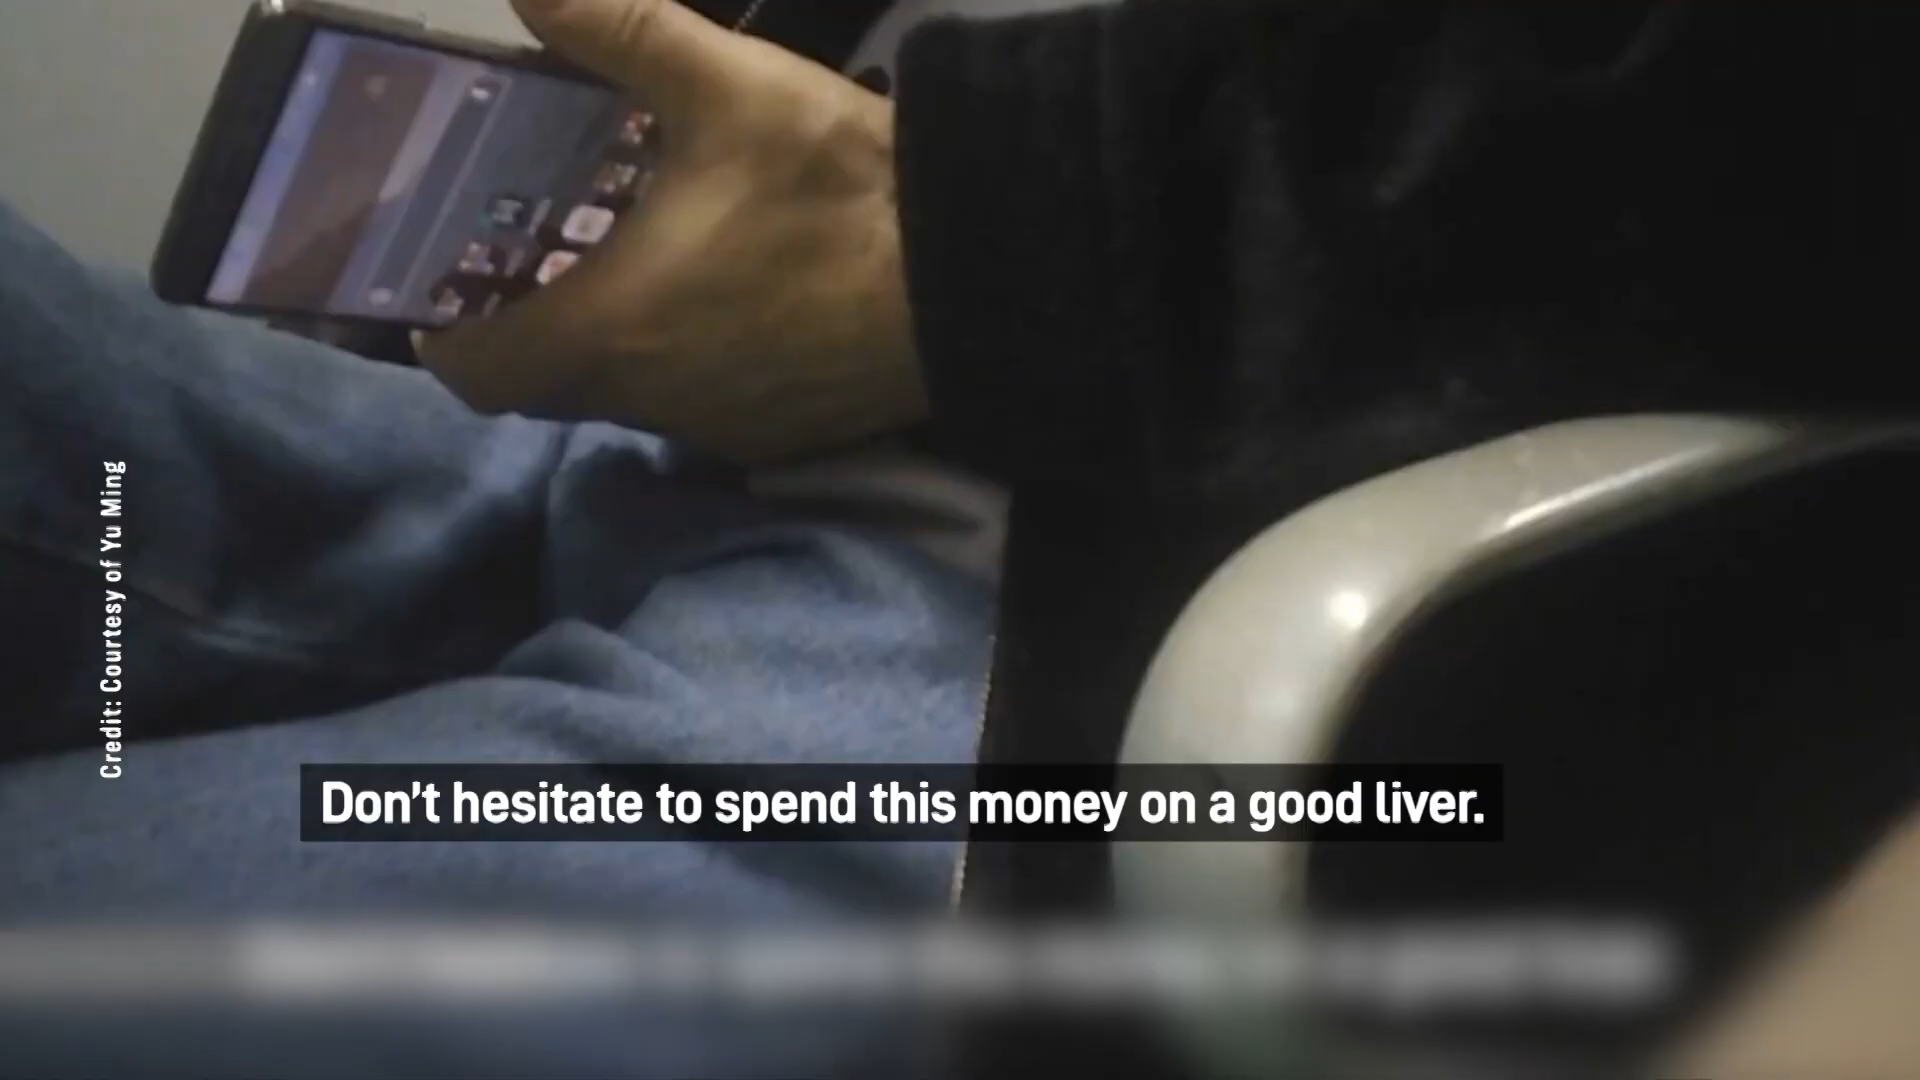 Credit: Courtesy of Yu Ming
Don't hesitate to spend this money on a good liver.